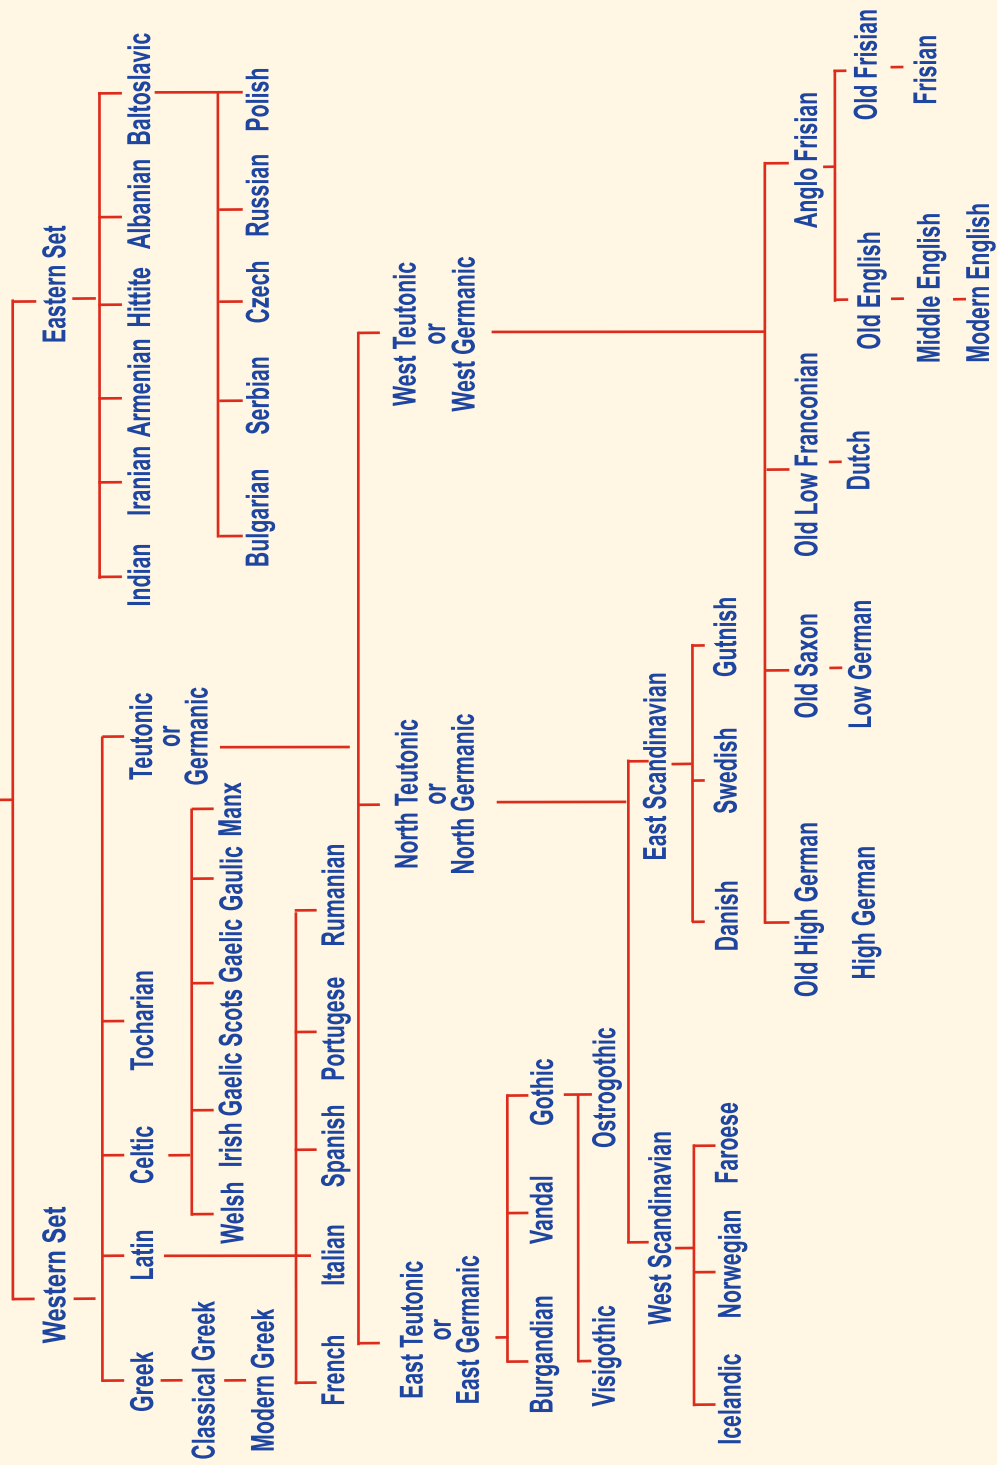 Western Set
Eastern Set
Greek
Latin
Celtic
Tocharian
Teutonic
or
Germanic
Indian
Iranian
Armenian
Hittite
Albanian
Baltoslavic
Classical Greek
Modern Greek
Welsh
Irish Gaelic
Scots Gaelic
Gaulic
Manx
Bulgarian
Serbian
Czech
Russian
Polish
French
Italian
Spanish
Portugese
Rumanian
East Teutonic
or
East Germanic
North Teutonic
or
North Germanic
West Teutonic
or
West Germanic
Burgandian
Vandal
Gothic
Visigothic
Ostrogothic
West Scandinavian
East Scandinavian
Icelandic
Norwegian
Faroese
Danish
Swedish
Gutnish
Old High German
Old Saxon
Old Low Franconian
Anglo Frisian
High German
Low German
Dutch
Old English
Old Frisian
Middle English
Frisian
Modern English